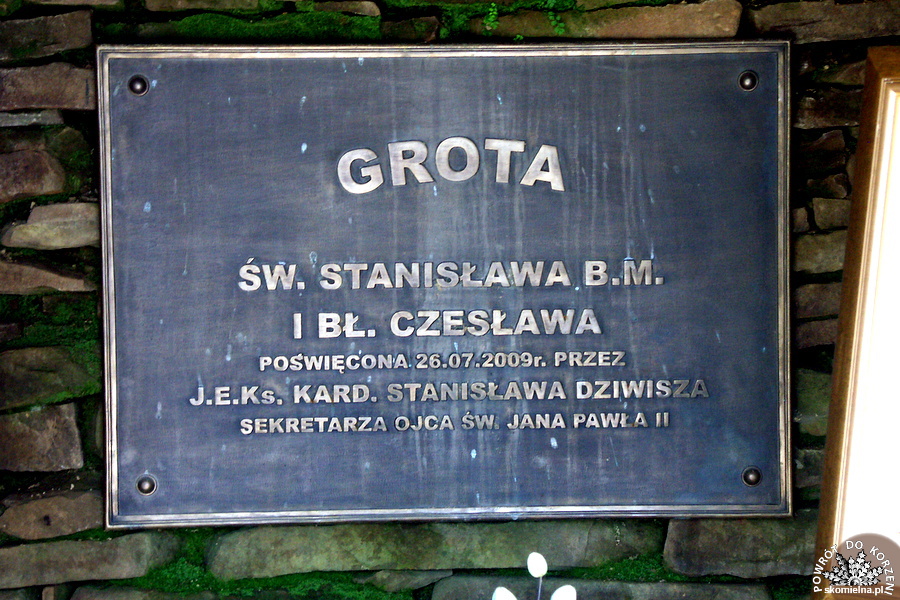 GROTA
ŚW. STANISŁAWA B.M.
I BŁ. CZESŁAWA
POŚWIĘCONA 26.07.2009r. PRZEZ
J.E.Ks. KARD. STANISŁAWA DZIWISZA
SEKRETARZA OJCA ŚW. JANA PAWŁA II
POWRÓT DO KORZENI
skomielna.pl